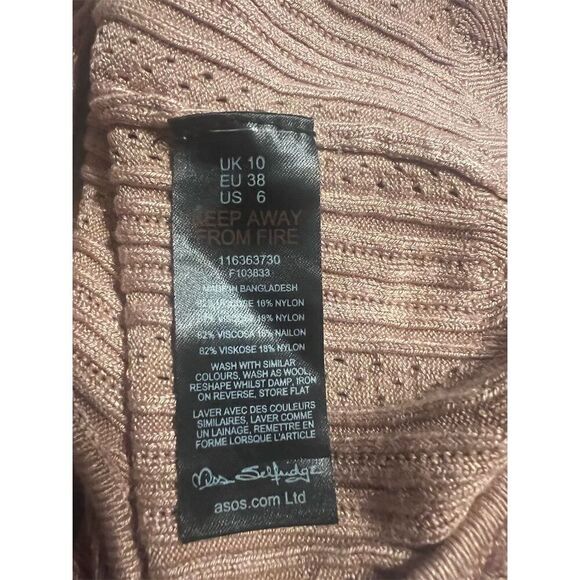 UK 10
EU 38
US 6
KEEP AWAY
FROM FIRE
116363730
F103833
MADE IN BANGLADESH
18% NYLON
18% NYLON
VISCOSA 18% NAILON
82% VISKOSE 18% NYLON
WASH WITH SIMILAR
COLOURS, WASH AS WOOL,
RESHAPE WHILST DAMP, IRON
ON REVERSE, STORE FLAT
LAVER AVEC DES COULEURS
SIMILAIRES, LAVER COMME
UN LAINAGE, REMETTRE EN
FORME LORSQUE L'ARTICLE
Miss Selfridge
asos.com Ltd